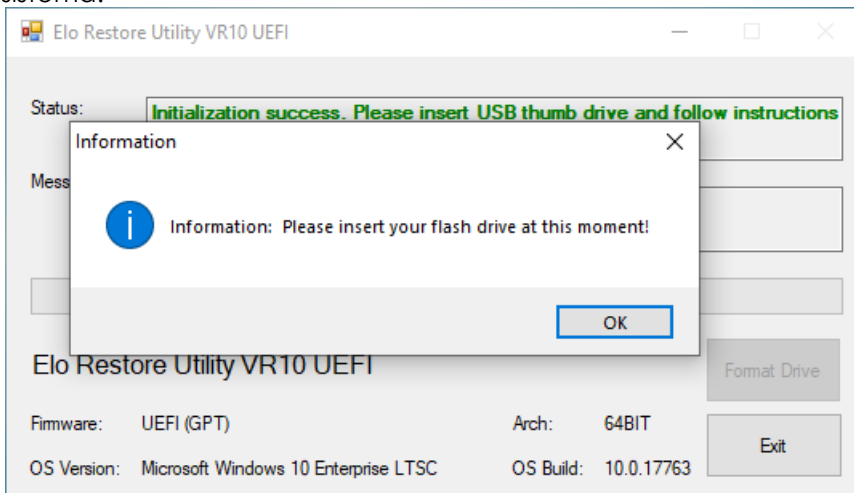 Elo Restore Utility VR10 UEFI
Status: Initialization success. Please insert USB thumb drive and follow instructions
Information
Mess
Information: Please insert your flash drive at this moment!
OK
Elo Restore Utility VR10 UEFI
Format Drive
Firmware: UEFI (GPT) Arch: 64BIT
Exit
OS Version: Microsoft Windows 10 Enterprise LTSC OS Build: 10.0.17763